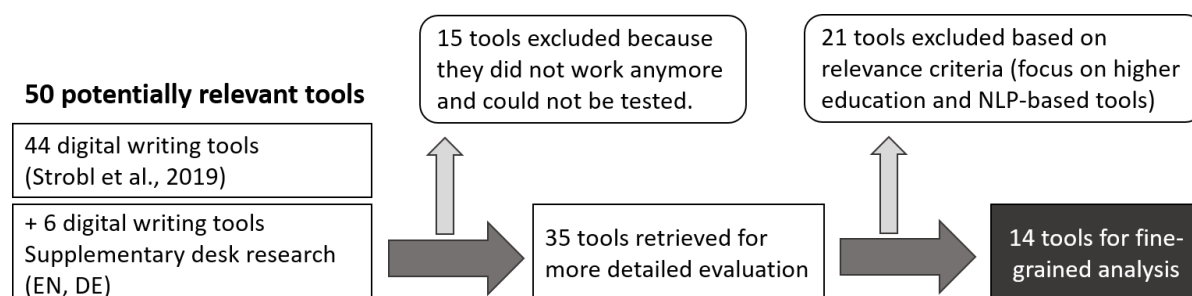 50 potentially relevant tools
44 digital writing tools
(Strobl et al., 2019)
+ 6 digital writing tools
Supplementary desk research
(EN, DE)
15 tools excluded because
they did not work anymore
and could not be tested.
35 tools retrieved for
more detailed evaluation
21 tools excluded based on
relevance criteria (focus on higher
education and NLP-based tools)
14 tools for fine-
grained analysis